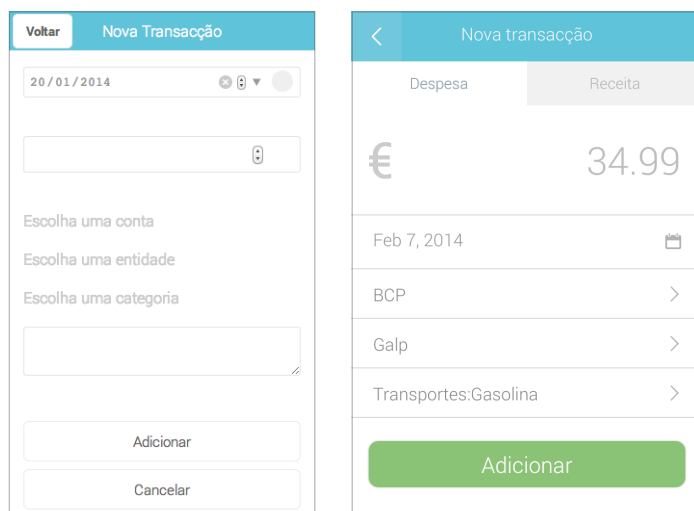 Voltar
Nova Transacção
20/01/2014
Escolha uma conta
Escolha uma entidade
Escolha uma categoria
Adicionar
Cancelar
Nova transacção
Despesa
Receita
€
34.99
Feb 7, 2014
BCP
Galp
Transportes:Gasolina
Adicionar